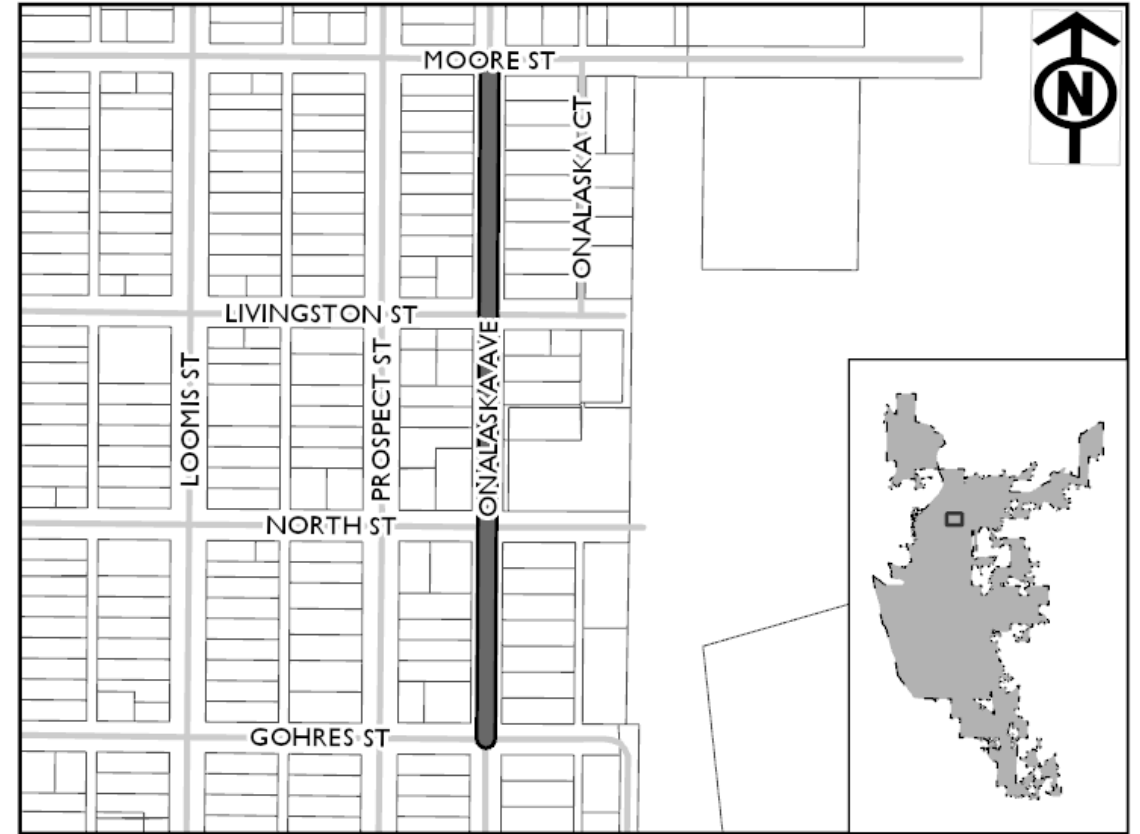 MOORE ST
N
ONALASKA CT
LIVINGSTON ST
LOOMIS ST
PROSPECT ST
ONALASKA AVE
NORTH ST
GOHRES ST